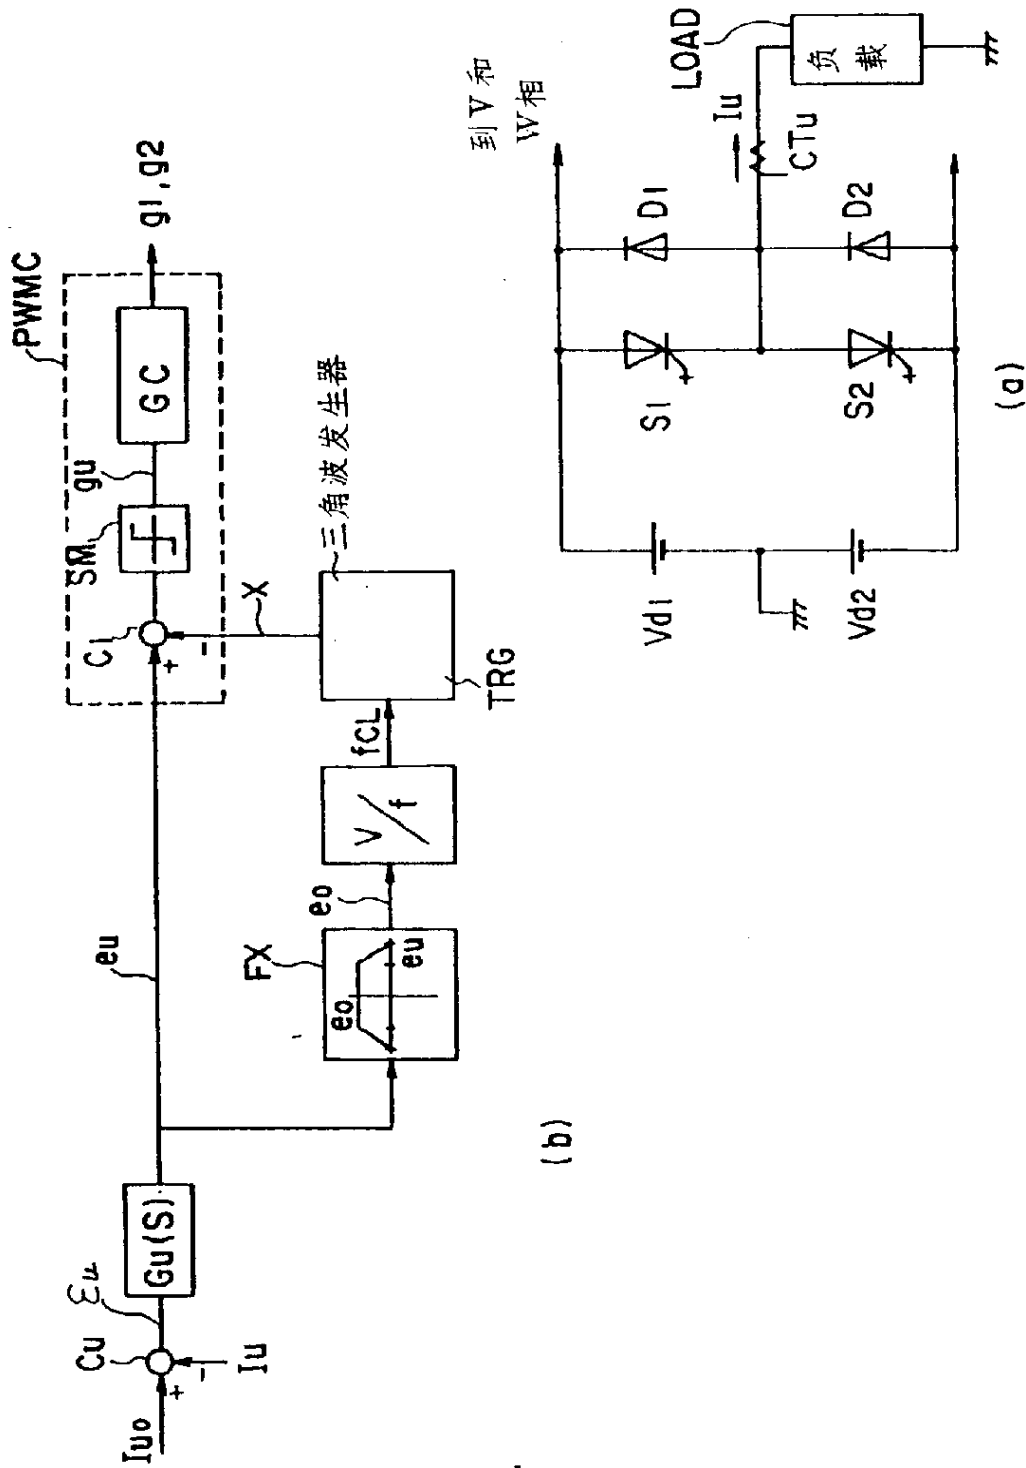 PWMC
g1,g2
GC
gu
SM
C1
+
-
eu
X
三角波发生器
TRG
fCL
V/f
eo
FX
eo
eu
Gu(S)
εu
Cu
Iuo
+
-
Iu
(b)
到V和
W相
LOAD
负载
Iu
CTu
D1
D2
S1
S2
+
+
Vd1
Vd2
(a)